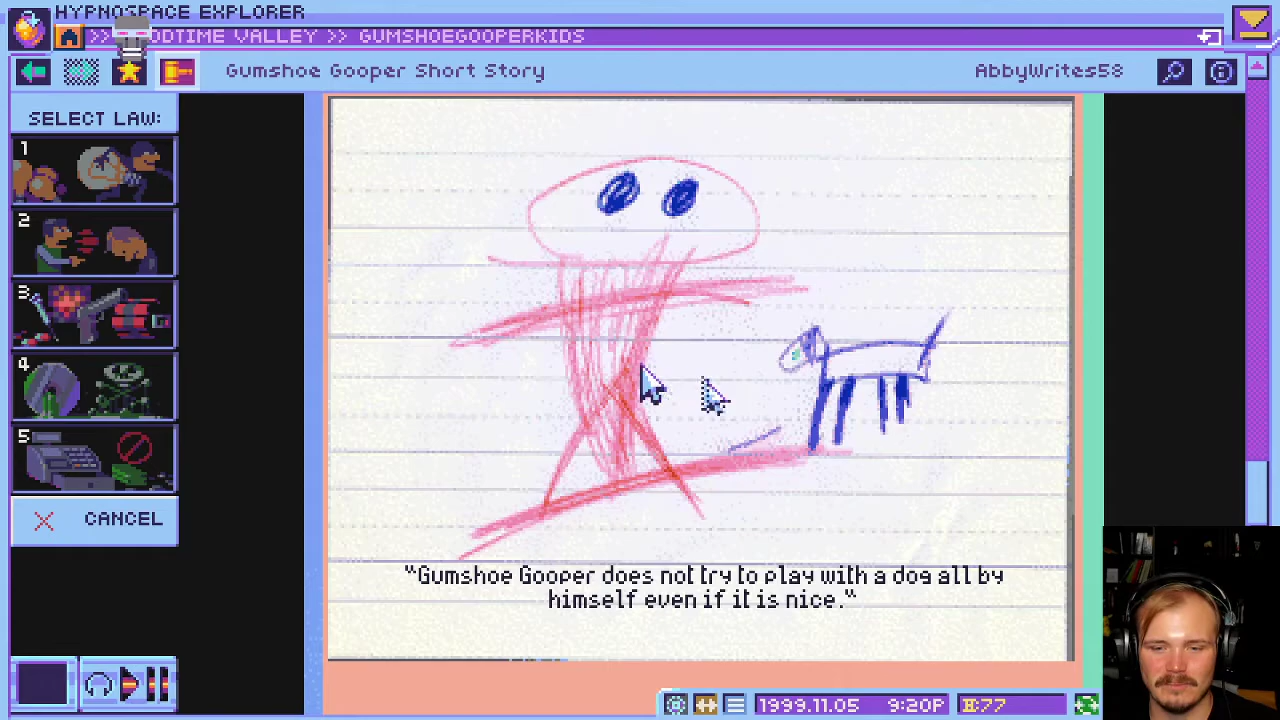 HYPNOSPACE EXPLORER
>> ODTIME VALLEY >> GUMSHOEGOOPERKIDS
Gumshoe Gooper Short Story
AbbyWrites58
SELECT LAW:
1
2
3
4
5
CANCEL
"Gumshoe Gooper does not try to play with a dog all by
himself even if it is nice."
1999.11.05 9:20P
:77